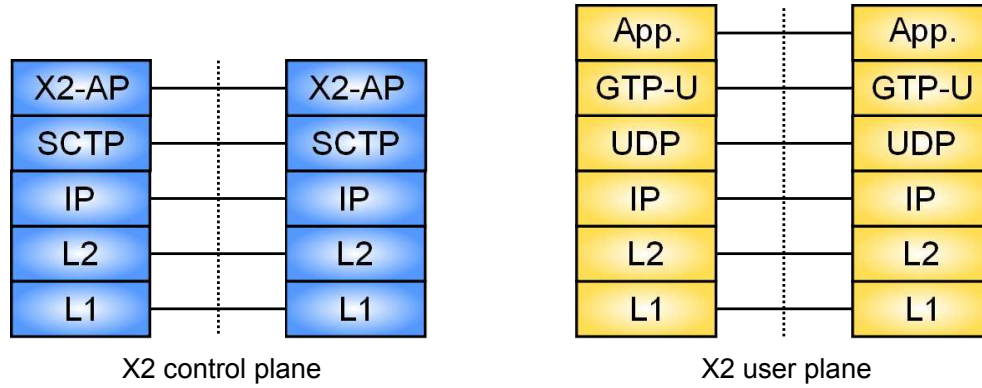 X2-AP X2-AP
SCTP SCTP
IP IP
L2 L2
L1 L1
X2 control plane
App. App.
GTP-U GTP-U
UDP UDP
IP IP
L2 L2
L1 L1
X2 user plane